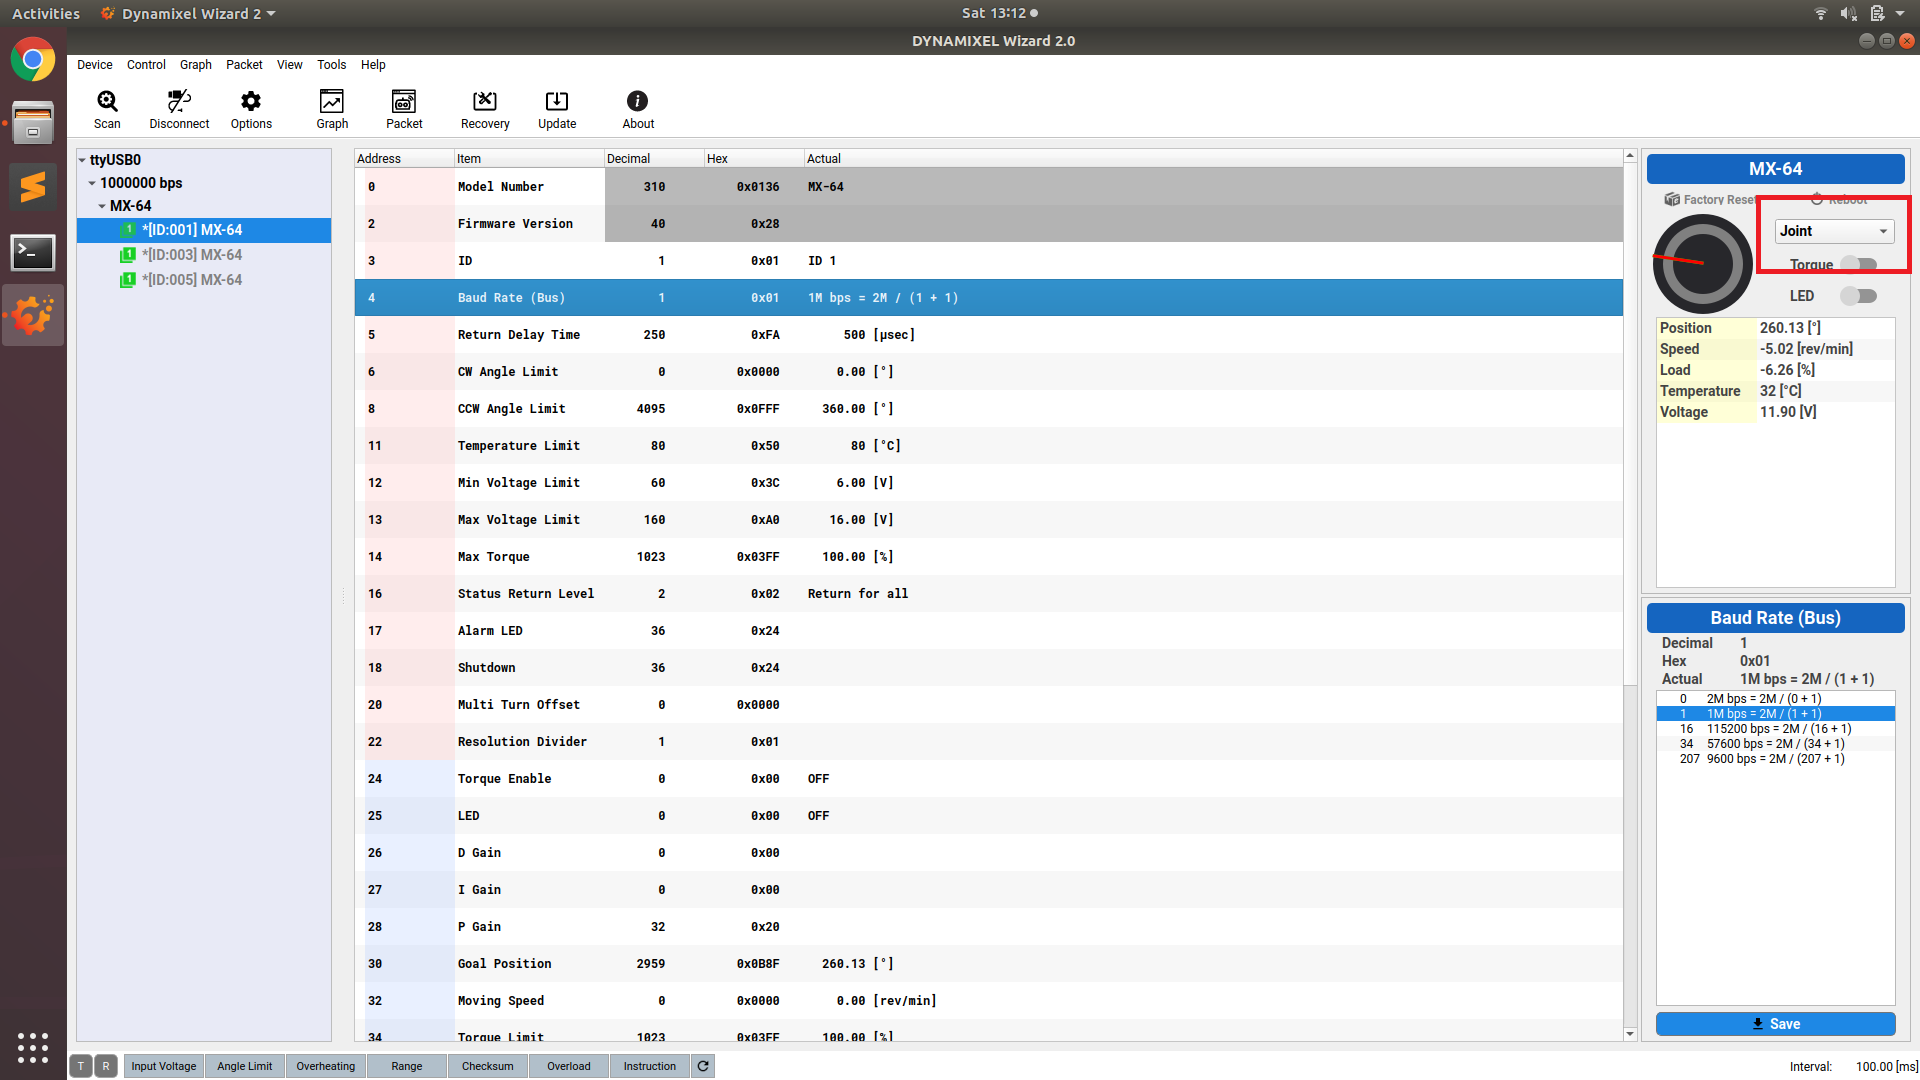 Activities Dynamixel Wizard 2 Sat 13:12
DYNAMIXEL Wizard 2.0
Device Control Graph Packet View Tools Help
Scan Disconnect Options Graph Packet Recovery Update About
ttyUSB0
1000000 bps
MX-64
*[ID:001] MX-64
*[ID:003] MX-64
*[ID:005] MX-64
Address Item Decimal Hex Actual
0 Model Number 310 0x0136 MX-64
2 Firmware Version 40 0x28
3 ID 1 0x01 ID 1
4 Baud Rate (Bus) 1 0x01 1M bps = 2M / (1 + 1)
5 Return Delay Time 250 0xFA 500 [μsec]
6 CW Angle Limit 0 0x0000 0.00 [°]
8 CCW Angle Limit 4095 0x0FFF 360.00 [°]
11 Temperature Limit 80 0x50 80 [°C]
12 Min Voltage Limit 60 0x3C 6.00 [V]
13 Max Voltage Limit 160 0xA0 16.00 [V]
14 Max Torque 1023 0x03FF 100.00 [%]
16 Status Return Level 2 0x02 Return for all
17 Alarm LED 36 0x24
18 Shutdown 36 0x24
20 Multi Turn Offset 0 0x0000
22 Resolution Divider 1 0x01
24 Torque Enable 0 0x00 OFF
25 LED 0 0x00 OFF
26 D Gain 0 0x00
27 I Gain 0 0x00
28 P Gain 32 0x20
30 Goal Position 2959 0x0B8F 260.13 [°]
32 Moving Speed 0 0x0000 0.00 [rev/min]
34 Torque Limit 1023 0x03FF 100.00 [%]
MX-64
Factory Reset Reboot
Joint
Torque
LED
Position 260.13 [°]
Speed -5.02 [rev/min]
Load -6.26 [%]
Temperature 32 [°C]
Voltage 11.90 [V]
Baud Rate (Bus)
Decimal 1
Hex 0x01
Actual 1M bps = 2M / (1 + 1)
0 2M bps = 2M / (0 + 1)
1 1M bps = 2M / (1 + 1)
16 115200 bps = 2M / (16 + 1)
34 57600 bps = 2M / (34 + 1)
207 9600 bps = 2M / (207 + 1)
Save
T R Input Voltage Angle Limit Overheating Range Checksum Overload Instruction Interval: 100.00 [ms]